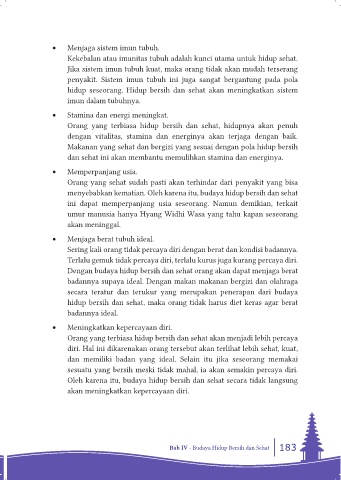 • Menjaga sistem imun tubuh.
Kekebalan atau imunitas tubuh adalah kunci utama untuk hidup sehat.
Jika sistem imun tubuh kuat, maka orang tidak akan mudah terserang
penyakit. Sistem imun tubuh ini juga sangat bergantung pada pola
hidup seseorang. Hidup bersih dan sehat akan meningkatkan sistem
imun dalam tubuhnya.
• Stamina dan energi meningkat.
Orang yang terbiasa hidup bersih dan sehat, hidupnya akan penuh
dengan vitalitas, stamina dan energinya akan terjaga dengan baik.
Makanan yang sehat dan bergizi yang sesuai dengan pola hidup bersih
dan sehat ini akan membantu memulihkan stamina dan energinya.
• Memperpanjang usia.
Orang yang sehat sudah pasti akan terhindar dari penyakit yang bisa
menyebabkan kematian. Oleh karena itu, budaya hidup bersih dan sehat
ini dapat memperpanjang usia seseorang. Namun demikian, terkait
umur manusia hanya Hyang Widhi Wasa yang tahu kapan seseorang
akan meninggal.
• Menjaga berat tubuh ideal.
Sering kali orang tidak percaya diri dengan berat dan kondisi badannya.
Terlalu gemuk tidak percaya diri, terlalu kurus juga kurang percaya diri.
Dengan budaya hidup bersih dan sehat orang akan dapat menjaga berat
badannya supaya ideal. Dengan makan makanan bergizi dan olahraga
secara teratur dan terukur yang merupakan penerapan dari budaya
hidup bersih dan sehat, maka orang tidak harus diet keras agar berat
badannya ideal.
• Meningkatkan kepercayaan diri.
Orang yang terbiasa hidup bersih dan sehat akan menjadi lebih percaya
diri. Hal ini dikarenakan orang tersebut akan terlihat lebih sehat, kuat,
dan memiliki badan yang ideal. Selain itu jika seseorang memakai
sesuatu yang bersih meski tidak mahal, ia akan semakin percaya diri.
Oleh karena itu, budaya hidup bersih dan sehat secara tidak langsung
akan meningkatkan kepercayaan diri.
Bab IV - Budaya Hidup Bersih dan Sehat 183